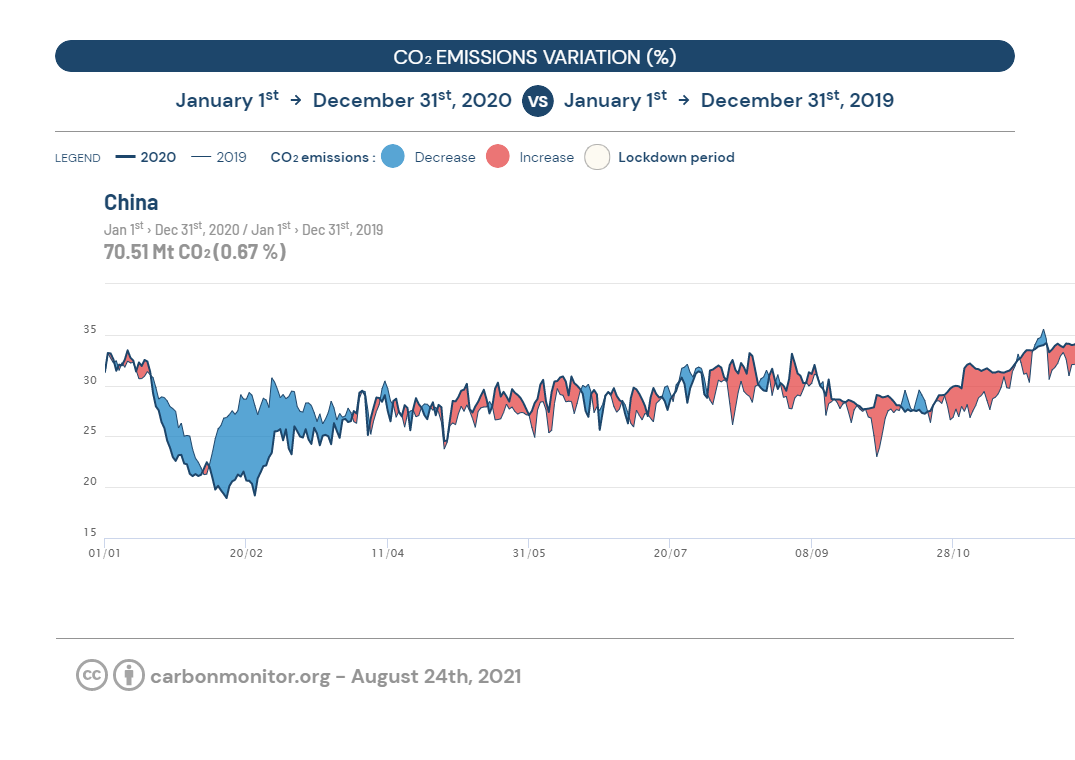 CO₂ EMISSIONS VARIATION (%)
January 1st → December 31st, 2020 VS January 1st → December 31st, 2019
LEGEND 2020 2019 CO₂ emissions : Decrease Increase Lockdown period
China
Jan 1st › Dec 31st, 2020 / Jan 1st › Dec 31st, 2019
70.51 Mt CO₂ (0.67 %)
35
30
25
20
15
01/01 20/02 11/04 31/05 20/07 08/09 28/10
cc carbonmonitor.org - August 24th, 2021